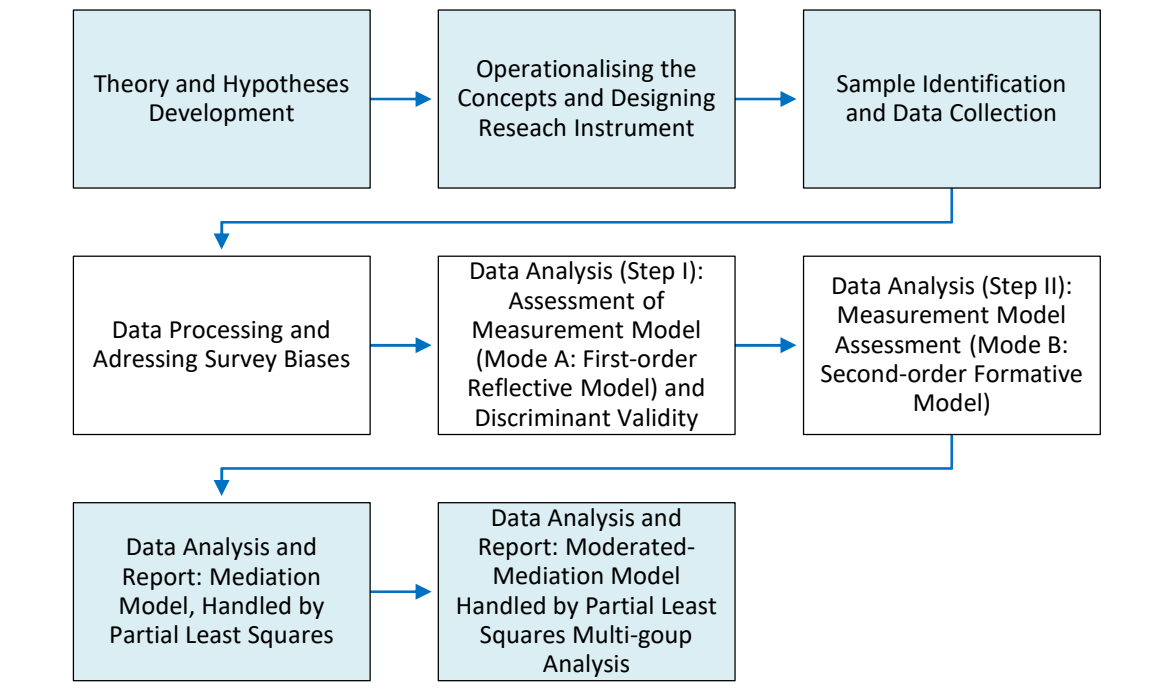 Theory and Hypotheses
Development
Operationalising the
Concepts and Designing
Reseach Instrument
Sample Identification
and Data Collection
Data Processing and
Adressing Survey Biases
Data Analysis (Step I):
Assessment of
Measurement Model
(Mode A: First-order
Reflective Model) and
Discriminant Validity
Data Analysis (Step II):
Measurement Model
Assessment (Mode B:
Second-order Formative
Model)
Data Analysis and
Report: Mediation
Model, Handled by
Partial Least Squares
Data Analysis and
Report: Moderated-
Mediation Model
Handled by Partial Least
Squares Multi-goup
Analysis